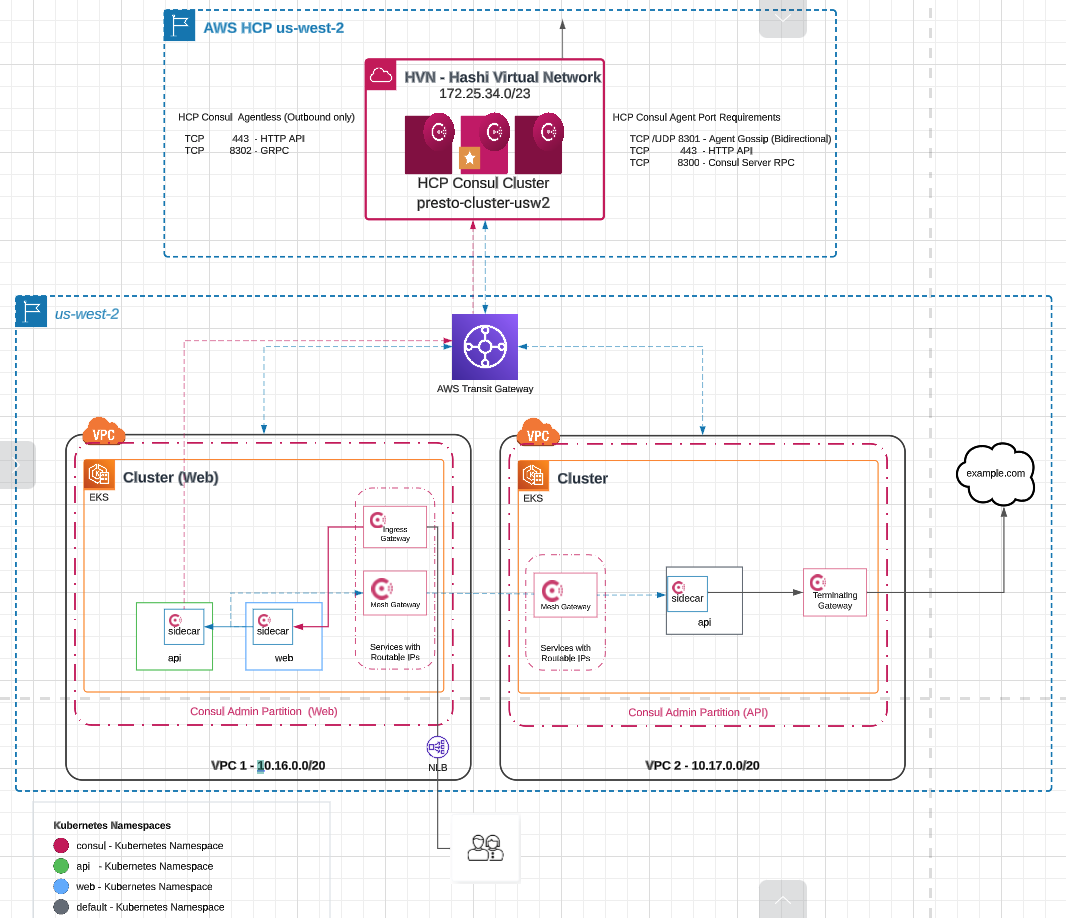 AWS HCP us-west-2
HVN - Hashi Virtual Network
172.25.34.0/23
HCP Consul Agentless (Outbound only)
TCP 443 - HTTP API
TCP 8302 - GRPC
HCP Consul Agent Port Requirements
TCP /UDP 8301 - Agent Gossip (Bidirectional)
TCP 443 - HTTP API
TCP 8300 - Consul Server RPC
HCP Consul Cluster
presto-cluster-usw2
us-west-2
AWS Transit Gateway
VPC
Cluster (Web)
EKS
Ingress
Gateway
Mesh Gateway
Services with
Routable IPs
sidecar
api
sidecar
web
Consul Admin Partition (Web)
VPC 1 - 10.16.0.0/20
NLB
VPC
Cluster
EKS
Mesh Gateway
Services with
Routable IPs
sidecar
api
Terminating
Gateway
Consul Admin Partition (API)
VPC 2 - 10.17.0.0/20
example.com
Kubernetes Namespaces
consul - Kubernetes Namespace
api - Kubernetes Namespace
web - Kubernetes Namespace
default - Kubernetes Namespace